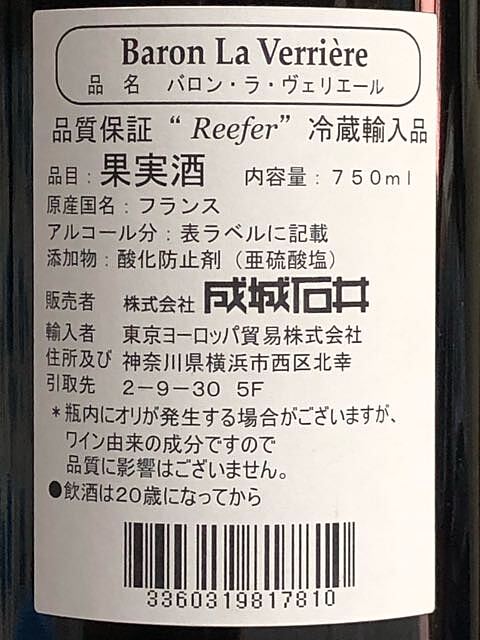 Baron La Verrière
品 名 バロン・ラ・ヴェリエール
品質保証 “ Reefer” 冷蔵輸入品
品目：果実酒 内容量：７５０ml
原産国名：フランス
アルコール分：表ラベルに記載
添加物：酸化防止剤（亜硫酸塩）
販売者 株式会社 成城石井
輸入者 東京ヨーロッパ貿易株式会社
住所及び 神奈川県横浜市西区北幸
引取先 ２−９−３０ ５F
＊瓶内にオリが発生する場合がございますが、
ワイン由来の成分ですので
品質に影響はございません。
●飲酒は20歳になってから
3360319817810